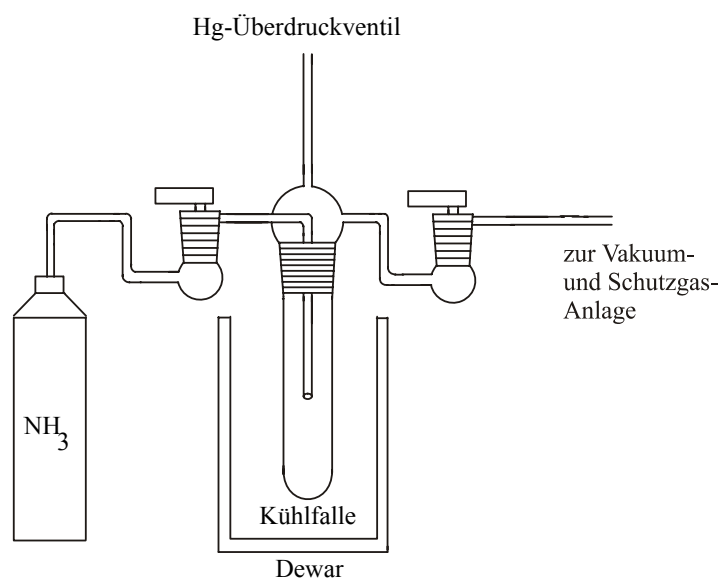 Hg-Überdruckventil
zur Vakuum-
und Schutzgas-
Anlage
NH3
Kühlfalle
Dewar